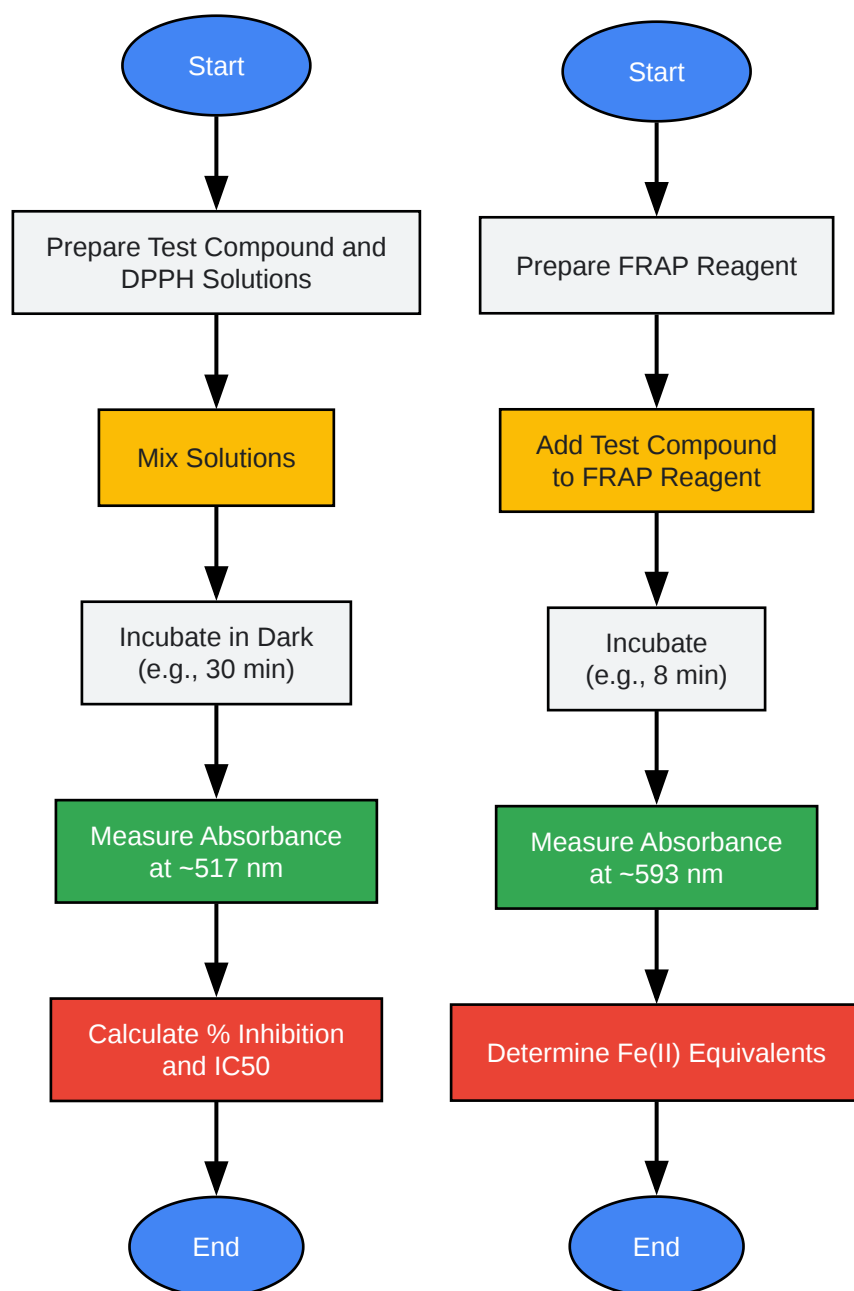 Start
Prepare Test Compound and
DPPH Solutions
Mix Solutions
Incubate in Dark
(e.g., 30 min)
Measure Absorbance
at ~517 nm
Calculate % Inhibition
and IC50
End
Start
Prepare FRAP Reagent
Add Test Compound
to FRAP Reagent
Incubate
(e.g., 8 min)
Measure Absorbance
at ~593 nm
Determine Fe(II) Equivalents
End